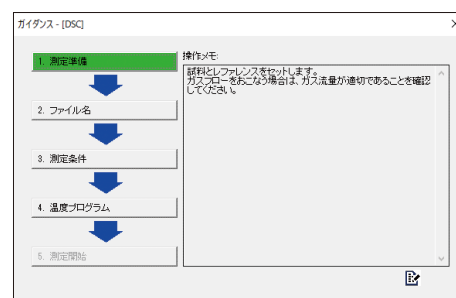 ガイダンス - [DSC]
1. 測定準備
2. ファイル名
3. 測定条件
4. 温度プログラム
5. 測定開始
操作メモ:
試料とレファレンスをセットします。
ガスフローをおこなう場合は、ガス流量が適切であることを確認
してください。